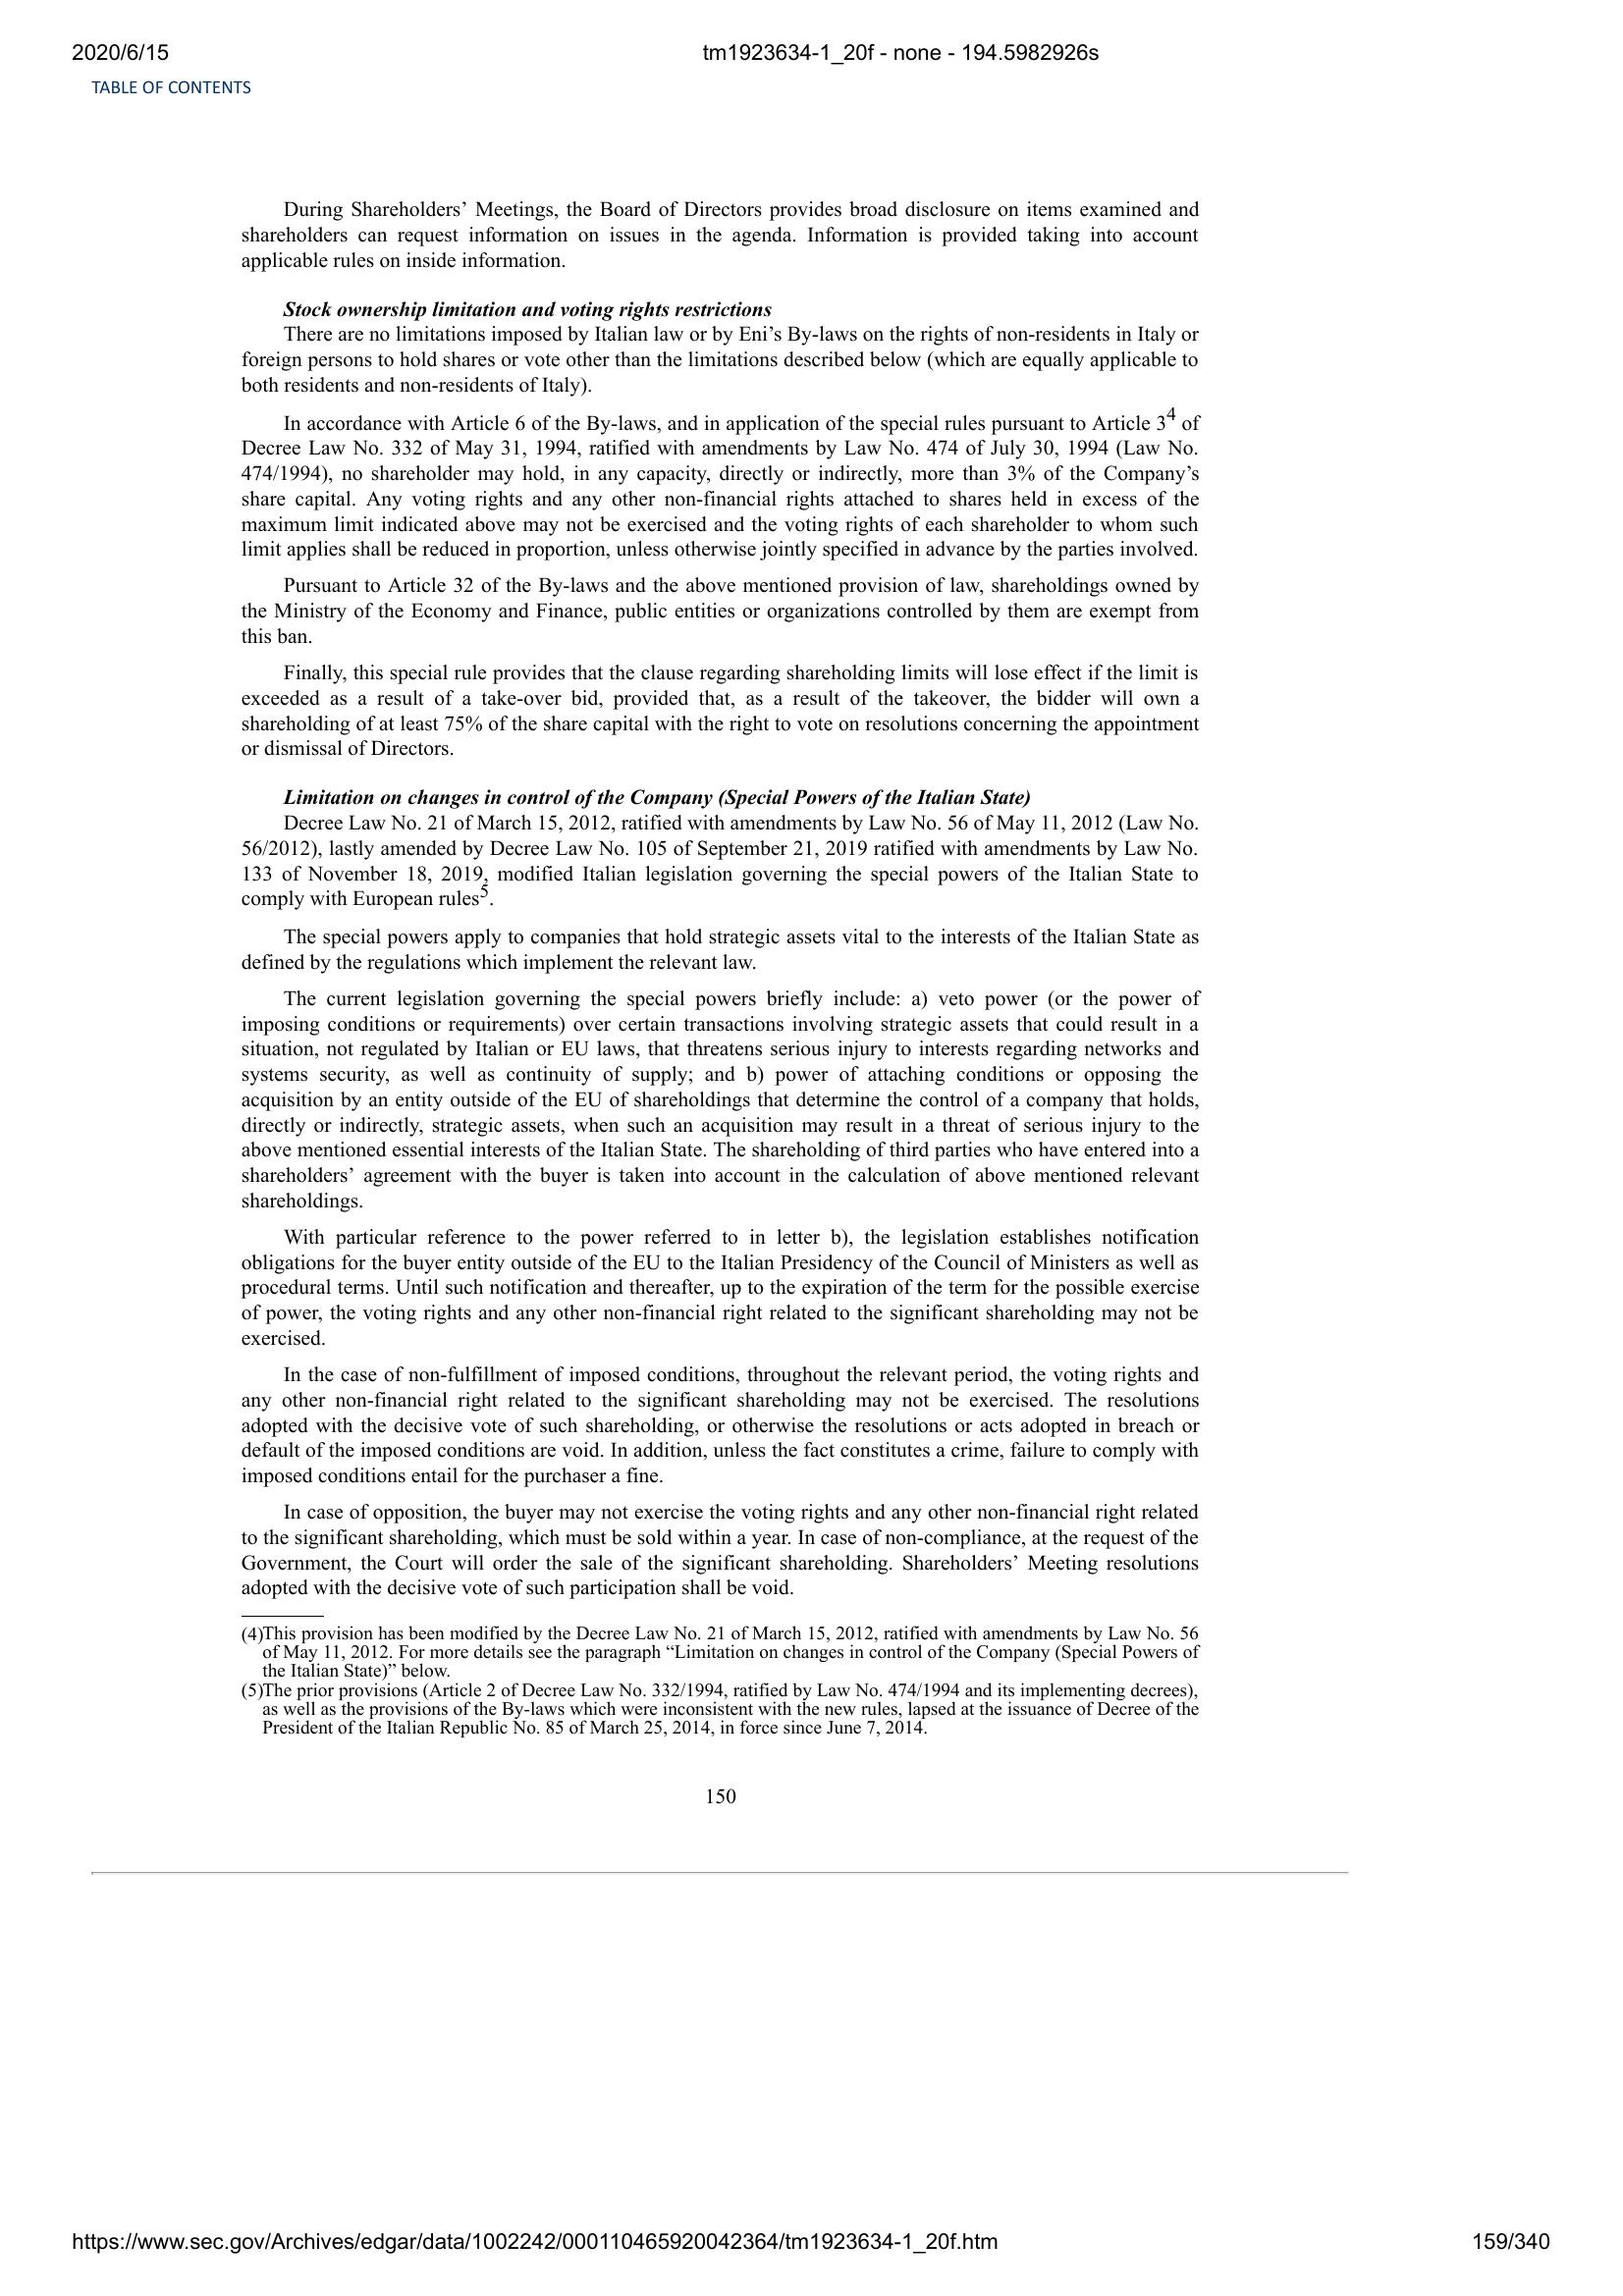 2020/6/15 tm1923634-1_20f - none - 194.5982926s
TABLE OF CONTENTS
During Shareholders’ Meetings, the Board of Directors provides broad disclosure on items examined and
shareholders can request information on issues in the agenda. Information is provided taking into account
applicable rules on inside information.
Stock ownership limitation and voting rights restrictions
There are no limitations imposed by Italian law or by Eni’s By-laws on the rights of non-residents in Italy or
foreign persons to hold shares or vote other than the limitations described below (which are equally applicable to
both residents and non-residents of Italy).
In accordance with Article 6 of the By-laws, and in application of the special rules pursuant to Article 3⁴ of
Decree Law No. 332 of May 31, 1994, ratified with amendments by Law No. 474 of July 30, 1994 (Law No.
474/1994), no shareholder may hold, in any capacity, directly or indirectly, more than 3% of the Company’s
share capital. Any voting rights and any other non-financial rights attached to shares held in excess of the
maximum limit indicated above may not be exercised and the voting rights of each shareholder to whom such
limit applies shall be reduced in proportion, unless otherwise jointly specified in advance by the parties involved.
Pursuant to Article 32 of the By-laws and the above mentioned provision of law, shareholdings owned by
the Ministry of the Economy and Finance, public entities or organizations controlled by them are exempt from
this ban.
Finally, this special rule provides that the clause regarding shareholding limits will lose effect if the limit is
exceeded as a result of a take-over bid, provided that, as a result of the takeover, the bidder will own a
shareholding of at least 75% of the share capital with the right to vote on resolutions concerning the appointment
or dismissal of Directors.
Limitation on changes in control of the Company (Special Powers of the Italian State)
Decree Law No. 21 of March 15, 2012, ratified with amendments by Law No. 56 of May 11, 2012 (Law No.
56/2012), lastly amended by Decree Law No. 105 of September 21, 2019 ratified with amendments by Law No.
133 of November 18, 2019, modified Italian legislation governing the special powers of the Italian State to
comply with European rules⁵.
The special powers apply to companies that hold strategic assets vital to the interests of the Italian State as
defined by the regulations which implement the relevant law.
The current legislation governing the special powers briefly include: a) veto power (or the power of
imposing conditions or requirements) over certain transactions involving strategic assets that could result in a
situation, not regulated by Italian or EU laws, that threatens serious injury to interests regarding networks and
systems security, as well as continuity of supply; and b) power of attaching conditions or opposing the
acquisition by an entity outside of the EU of shareholdings that determine the control of a company that holds,
directly or indirectly, strategic assets, when such an acquisition may result in a threat of serious injury to the
above mentioned essential interests of the Italian State. The shareholding of third parties who have entered into a
shareholders’ agreement with the buyer is taken into account in the calculation of above mentioned relevant
shareholdings.
With particular reference to the power referred to in letter b), the legislation establishes notification
obligations for the buyer entity outside of the EU to the Italian Presidency of the Council of Ministers as well as
procedural terms. Until such notification and thereafter, up to the expiration of the term for the possible exercise
of power, the voting rights and any other non-financial right related to the significant shareholding may not be
exercised.
In the case of non-fulfillment of imposed conditions, throughout the relevant period, the voting rights and
any other non-financial right related to the significant shareholding may not be exercised. The resolutions
adopted with the decisive vote of such shareholding, or otherwise the resolutions or acts adopted in breach or
default of the imposed conditions are void. In addition, unless the fact constitutes a crime, failure to comply with
imposed conditions entail for the purchaser a fine.
In case of opposition, the buyer may not exercise the voting rights and any other non-financial right related
to the significant shareholding, which must be sold within a year. In case of non-compliance, at the request of the
Government, the Court will order the sale of the significant shareholding. Shareholders’ Meeting resolutions
adopted with the decisive vote of such participation shall be void.
(4)This provision has been modified by the Decree Law No. 21 of March 15, 2012, ratified with amendments by Law No. 56
of May 11, 2012. For more details see the paragraph “Limitation on changes in control of the Company (Special Powers of
the Italian State)” below.
(5)The prior provisions (Article 2 of Decree Law No. 332/1994, ratified by Law No. 474/1994 and its implementing decrees),
as well as the provisions of the By-laws which were inconsistent with the new rules, lapsed at the issuance of Decree of the
President of the Italian Republic No. 85 of March 25, 2014, in force since June 7, 2014.
150
https://www.sec.gov/Archives/edgar/data/1002242/000110465920042364/tm1923634-1_20f.htm 159/340